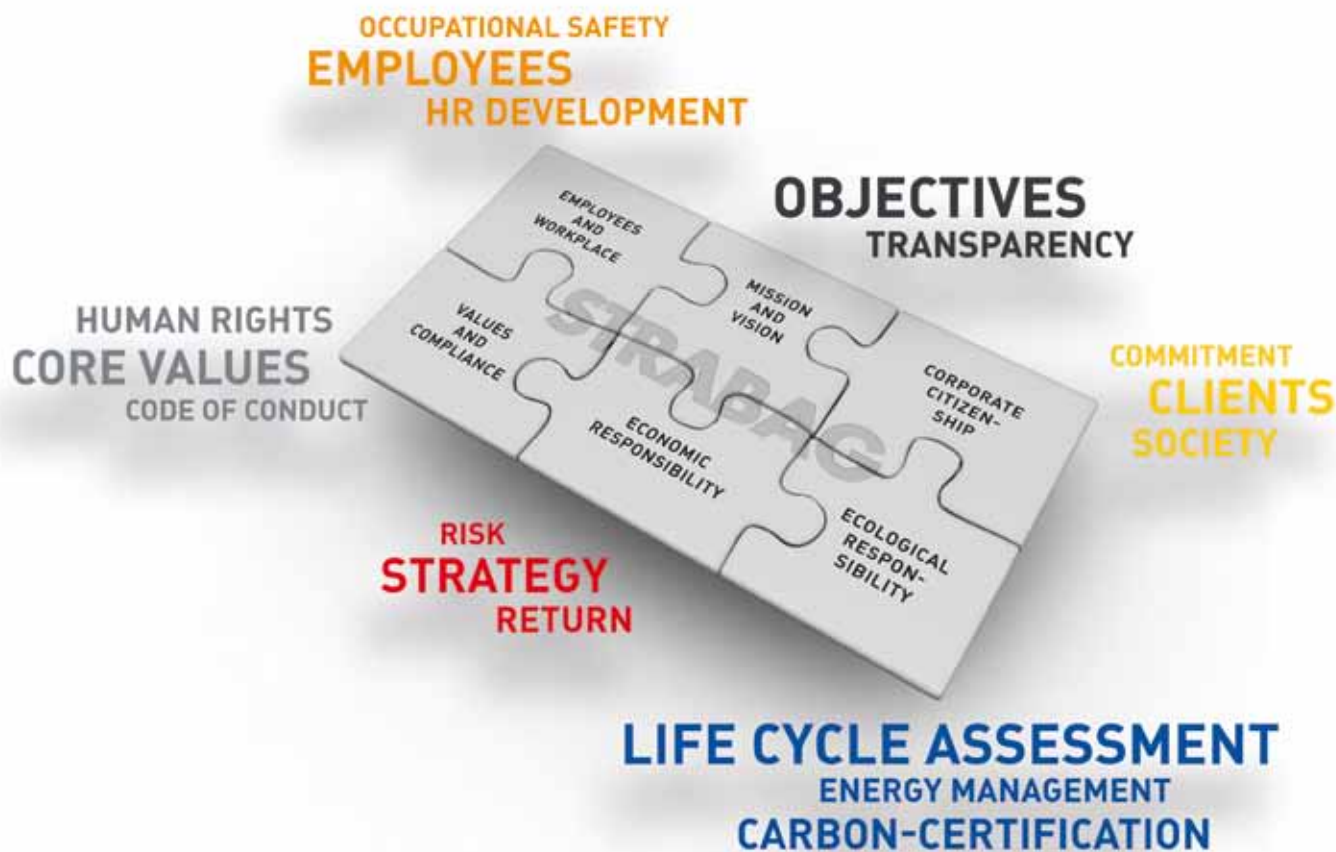 OCCUPATIONAL SAFETY
EMPLOYEES
HR DEVELOPMENT
OBJECTIVES
TRANSPARENCY
HUMAN RIGHTS
CORE VALUES
CODE OF CONDUCT
COMMITMENT
CLIENTS
SOCIETY
EMPLOYEES
AND
WORKPLACE
MISSION
AND
VISION
CORPORATE
CITIZEN-
SHIP
VALUES
AND
COMPLIANCE
ECONOMIC
RESPONSIBILITY
ECOLOGICAL
RESPON-
SIBILITY
STRABAG
RISK
STRATEGY
RETURN
LIFE CYCLE ASSESSMENT
ENERGY MANAGEMENT
CARBON-CERTIFICATION